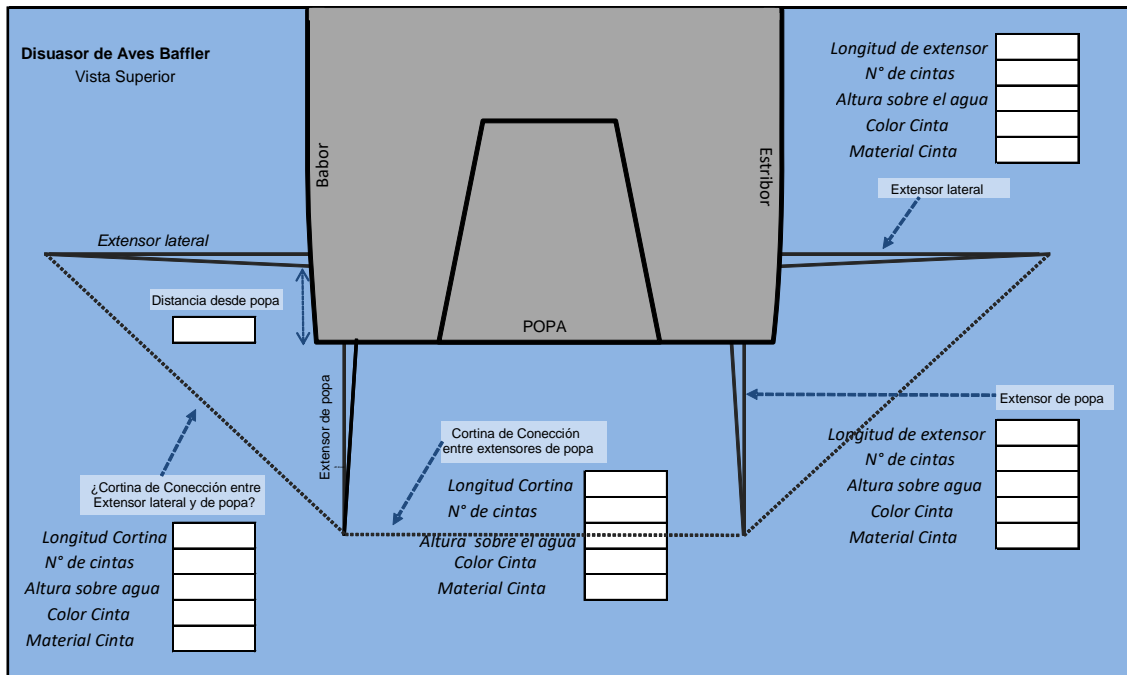 Disuasor de Aves Baffler
Vista Superior
Longitud de extensor
N° de cintas
Altura sobre el agua
Color Cinta
Material Cinta
Babor
Estribor
Extensor lateral
Extensor lateral
Distancia desde popa
POPA
Extensor de popa
Extensor de popa
Cortina de Conección
entre extensores de popa
Longitud de extensor
N° de cintas
Altura sobre agua
Color Cinta
Material Cinta
Longitud Cortina
N° de cintas
Altura sobre el agua
Color Cinta
Material Cinta
¿Cortina de Conección entre
Extensor lateral y de popa?
Longitud Cortina
N° de cintas
Altura sobre agua
Color Cinta
Material Cinta